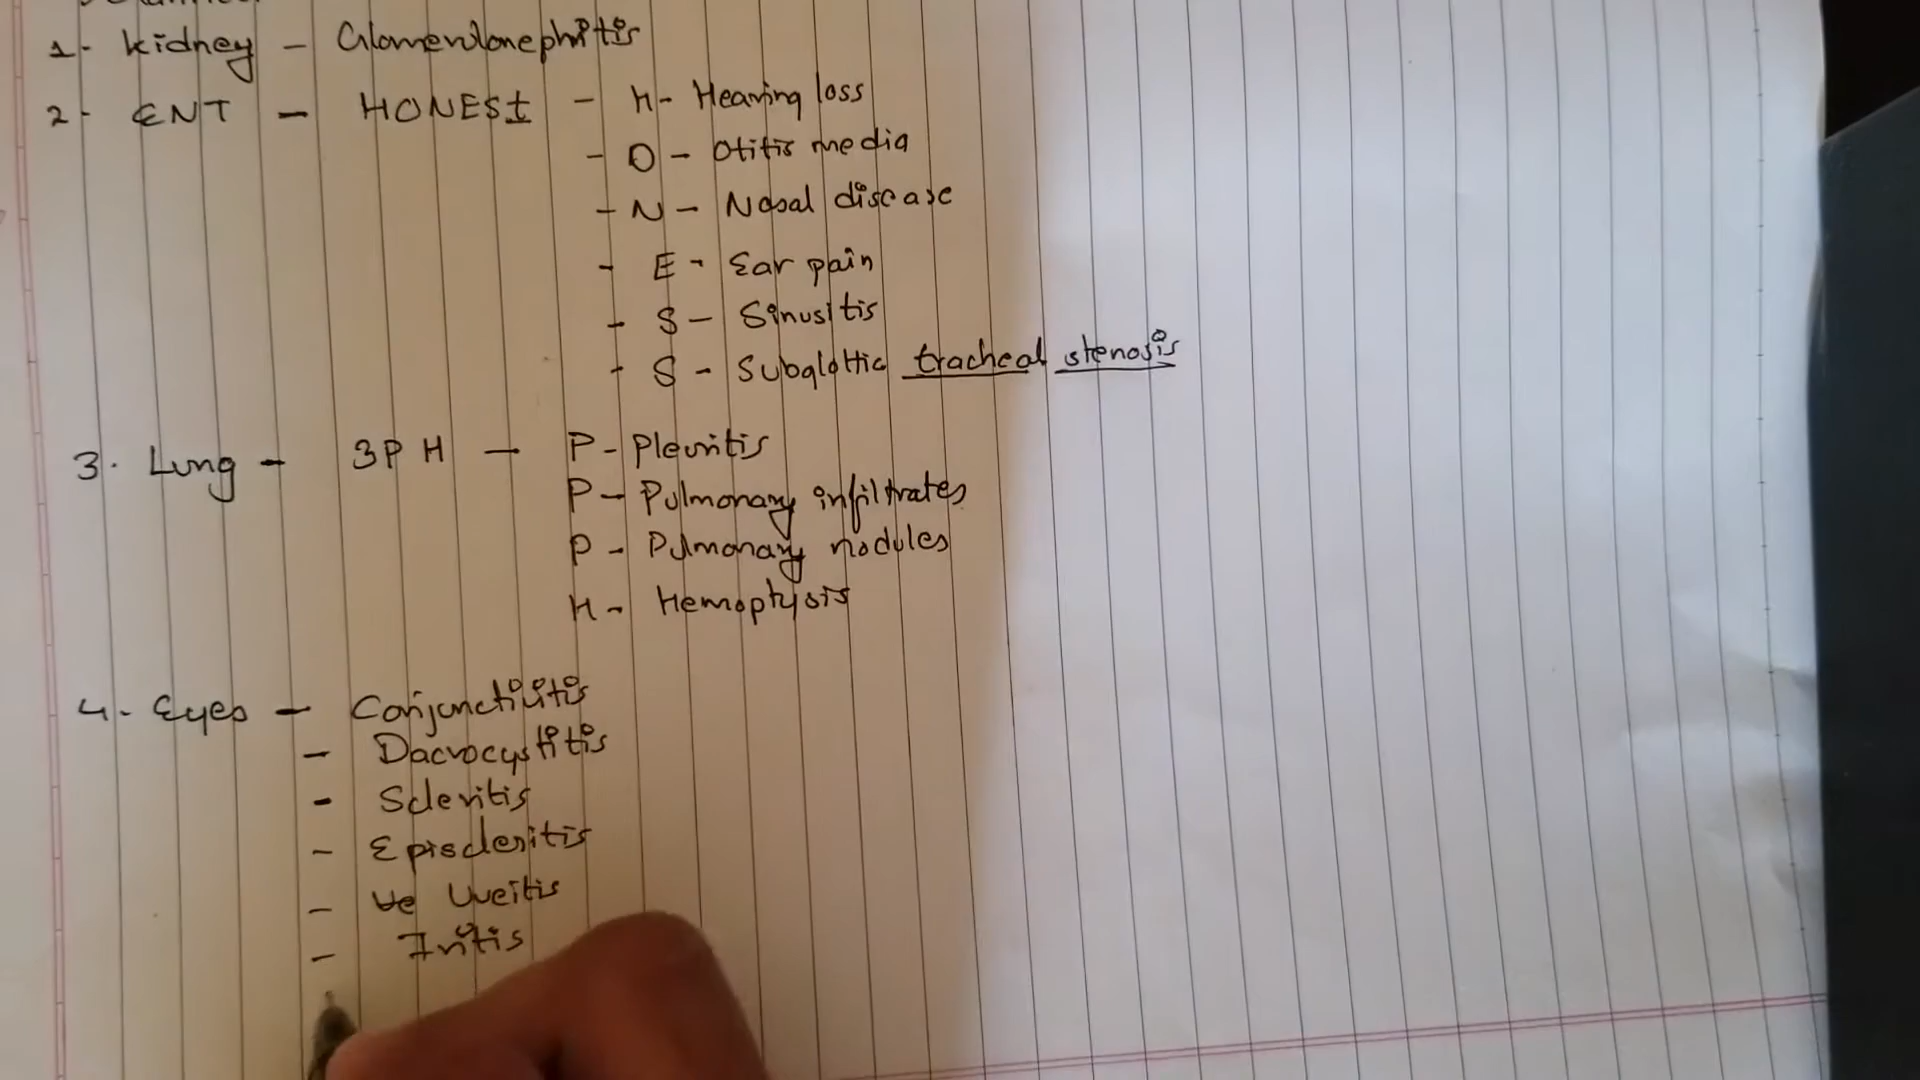 1- Kidney - Glomerulonephritis
2- ENT - HONESt - H- Hearing loss
- O - Otitis media
- N - Nasal disease
- E - Ear pain
- S - Sinusitis
- S - Subglottic tracheal stenosis
3. Lung - 3PH - P - Pleuritis
P - Pulmonary infiltrates
P - Pulmonary nodules
H - Hemoptysis
4- Eyes - Conjunctivitis
- Dacrocystitis
- Scleritis
- Episcleritis
- Uveitis
- Iritis